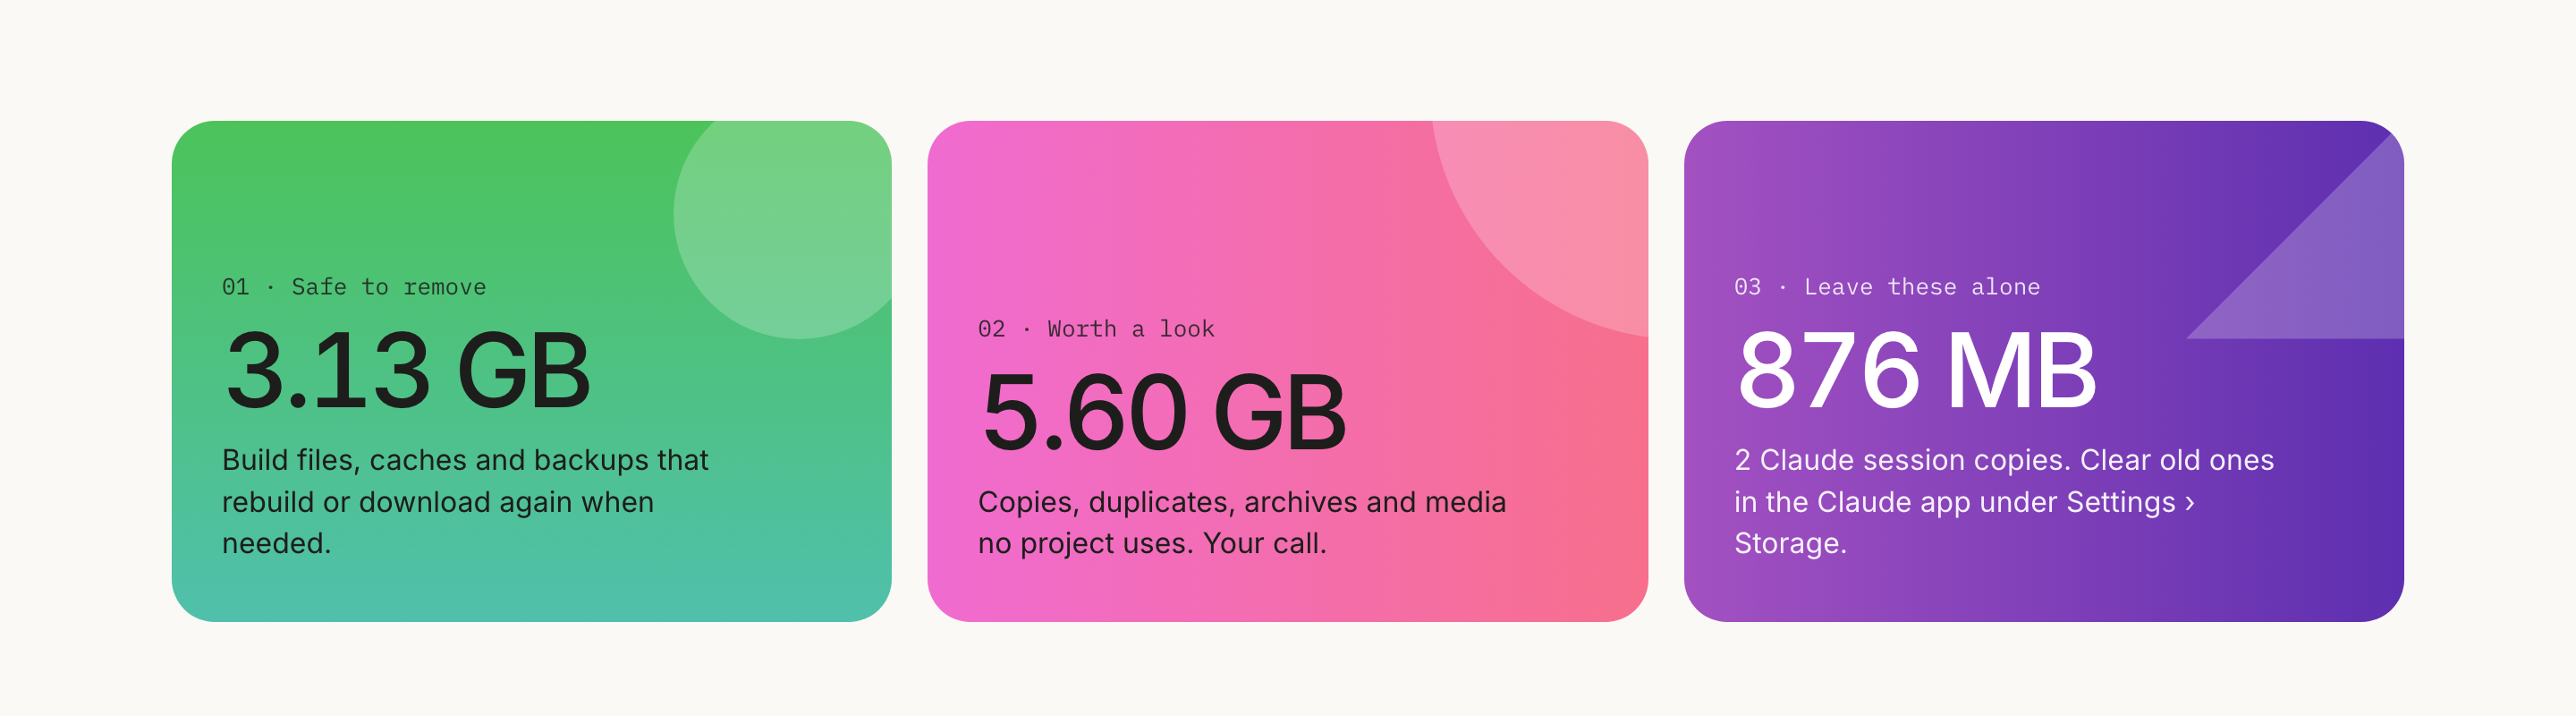 01 · Safe to remove
3.13 GB
Build files, caches and backups that
rebuild or download again when
needed.
02 · Worth a look
5.60 GB
Copies, duplicates, archives and media
no project uses. Your call.
03 · Leave these alone
876 MB
2 Claude session copies. Clear old ones
in the Claude app under Settings ›
Storage.